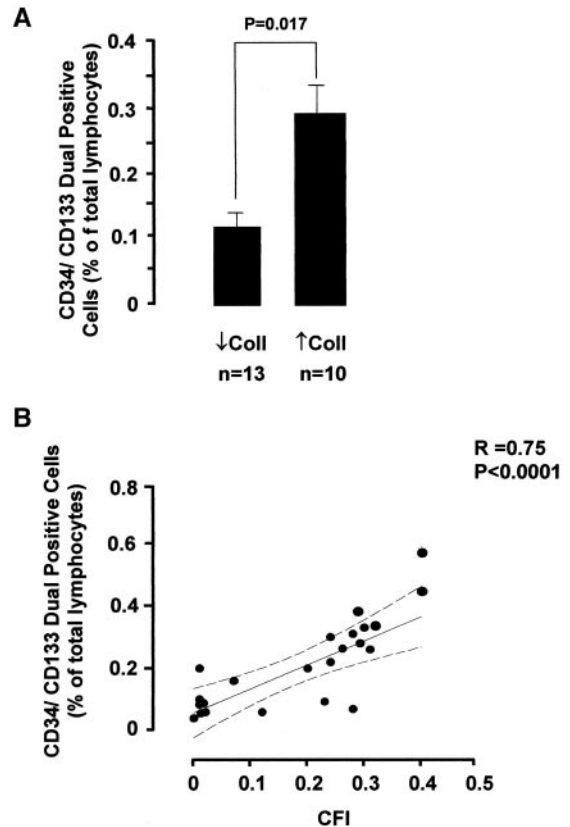 A
P=0.017
CD34/ CD133 Dual Positive
Cells (% of total lymphocytes)
0.4
0.3
0.2
0.1
0
↓Coll
↑Coll
n=13
n=10
B
R =0.75
P<0.0001
CD34/ CD133 Dual Positive Cells
(% of total lymphocytes)
0.8
0.6
0.4
0.2
0
0
0.1
0.2
0.3
0.4
0.5
CFI